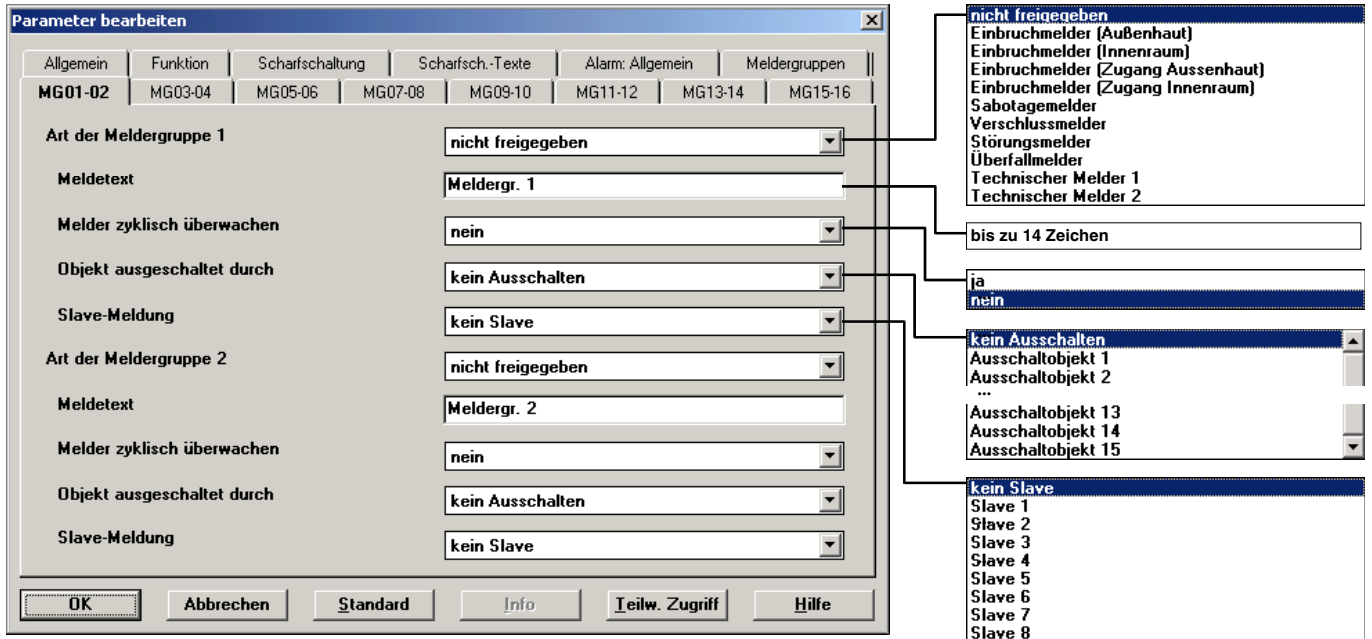 Parameter bearbeiten
Allgemein
Funktion
Scharfschaltung
Scharfsch.-Texte
Alarm: Allgemein
Meldergruppen
MG01-02
MG03-04
MG05-06
MG07-08
MG09-10
MG11-12
MG13-14
MG15-16
Art der Meldergruppe 1
nicht freigegeben
Meldetext
Meldergr. 1
Melder zyklisch überwachen
nein
Objekt ausgeschaltet durch
kein Ausschalten
Slave-Meldung
kein Slave
Art der Meldergruppe 2
nicht freigegeben
Meldetext
Meldergr. 2
Melder zyklisch überwachen
nein
Objekt ausgeschaltet durch
kein Ausschalten
Slave-Meldung
kein Slave
OK
Abbrechen
Standard
Info
Teilw. Zugriff
Hilfe
nicht freigegeben
Einbruchmelder (Außenhaut)
Einbruchmelder (Innenraum)
Einbruchmelder (Zugang Aussenhaut)
Einbruchmelder (Zugang Innenraum)
Sabotagemelder
Verschlussmelder
Störungsmelder
Überfallmelder
Technischer Melder 1
Technischer Melder 2
bis zu 14 Zeichen
ja
nein
kein Ausschalten
Ausschaltobjekt 1
Ausschaltobjekt 2
...
Ausschaltobjekt 13
Ausschaltobjekt 14
Ausschaltobjekt 15
kein Slave
Slave 1
Slave 2
Slave 3
Slave 4
Slave 5
Slave 6
Slave 7
Slave 8